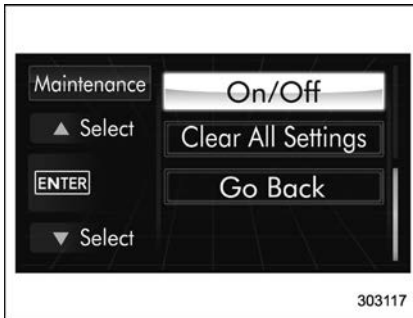 Maintenance
On/Off
▲ Select
Clear All Settings
ENTER
Go Back
▼ Select
303117